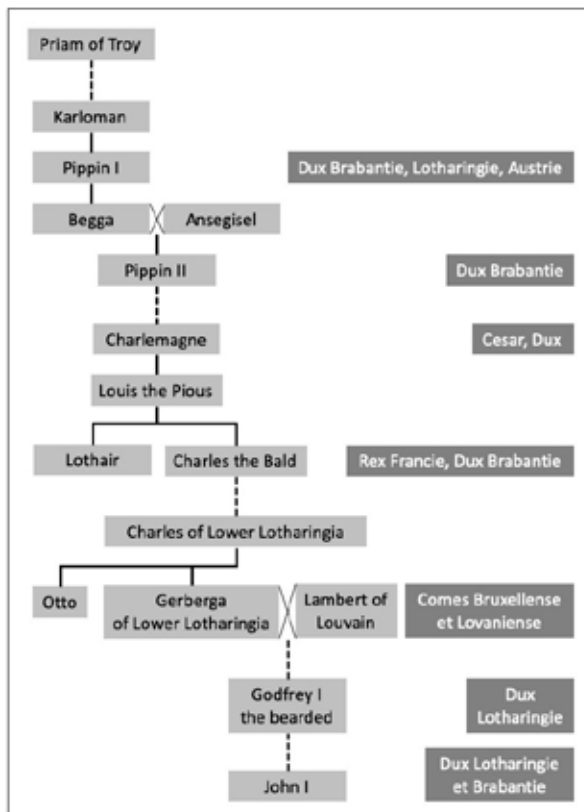 Priam of Troy
Karloman
Pippin I
Dux Brabantie, Lotharingie, Austrie
Begga
Ansegisel
Pippin II
Dux Brabantie
Charlemagne
Cesar, Dux
Louis the Pious
Lothair
Charles the Bald
Rex Francie, Dux Brabantie
Charles of Lower Lotharingia
Otto
Gerberga
of Lower Lotharingia
Lambert of
Louvain
Comes Bruxellense
et Lovaniense
Godfrey I
the bearded
Dux
Lotharingie
John I
Dux Lotharingie
et Brabantie